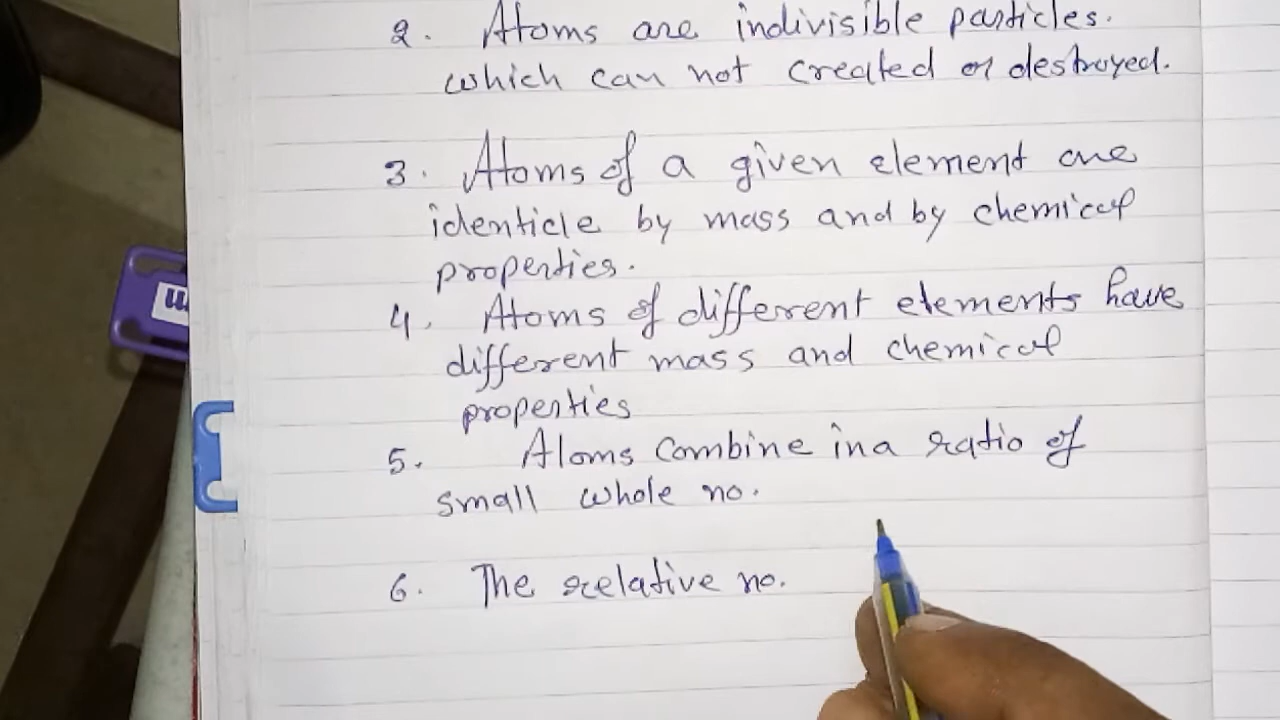 2. Atoms are indivisible particles.
which can not created or destroyed.
3. Atoms of a given element are
identicle by mass and by chemical
properties.
4. Atoms of different elements have
different mass and chemical
properties
5. Atoms combine in a ratio of
small whole no.
6. The relative no.